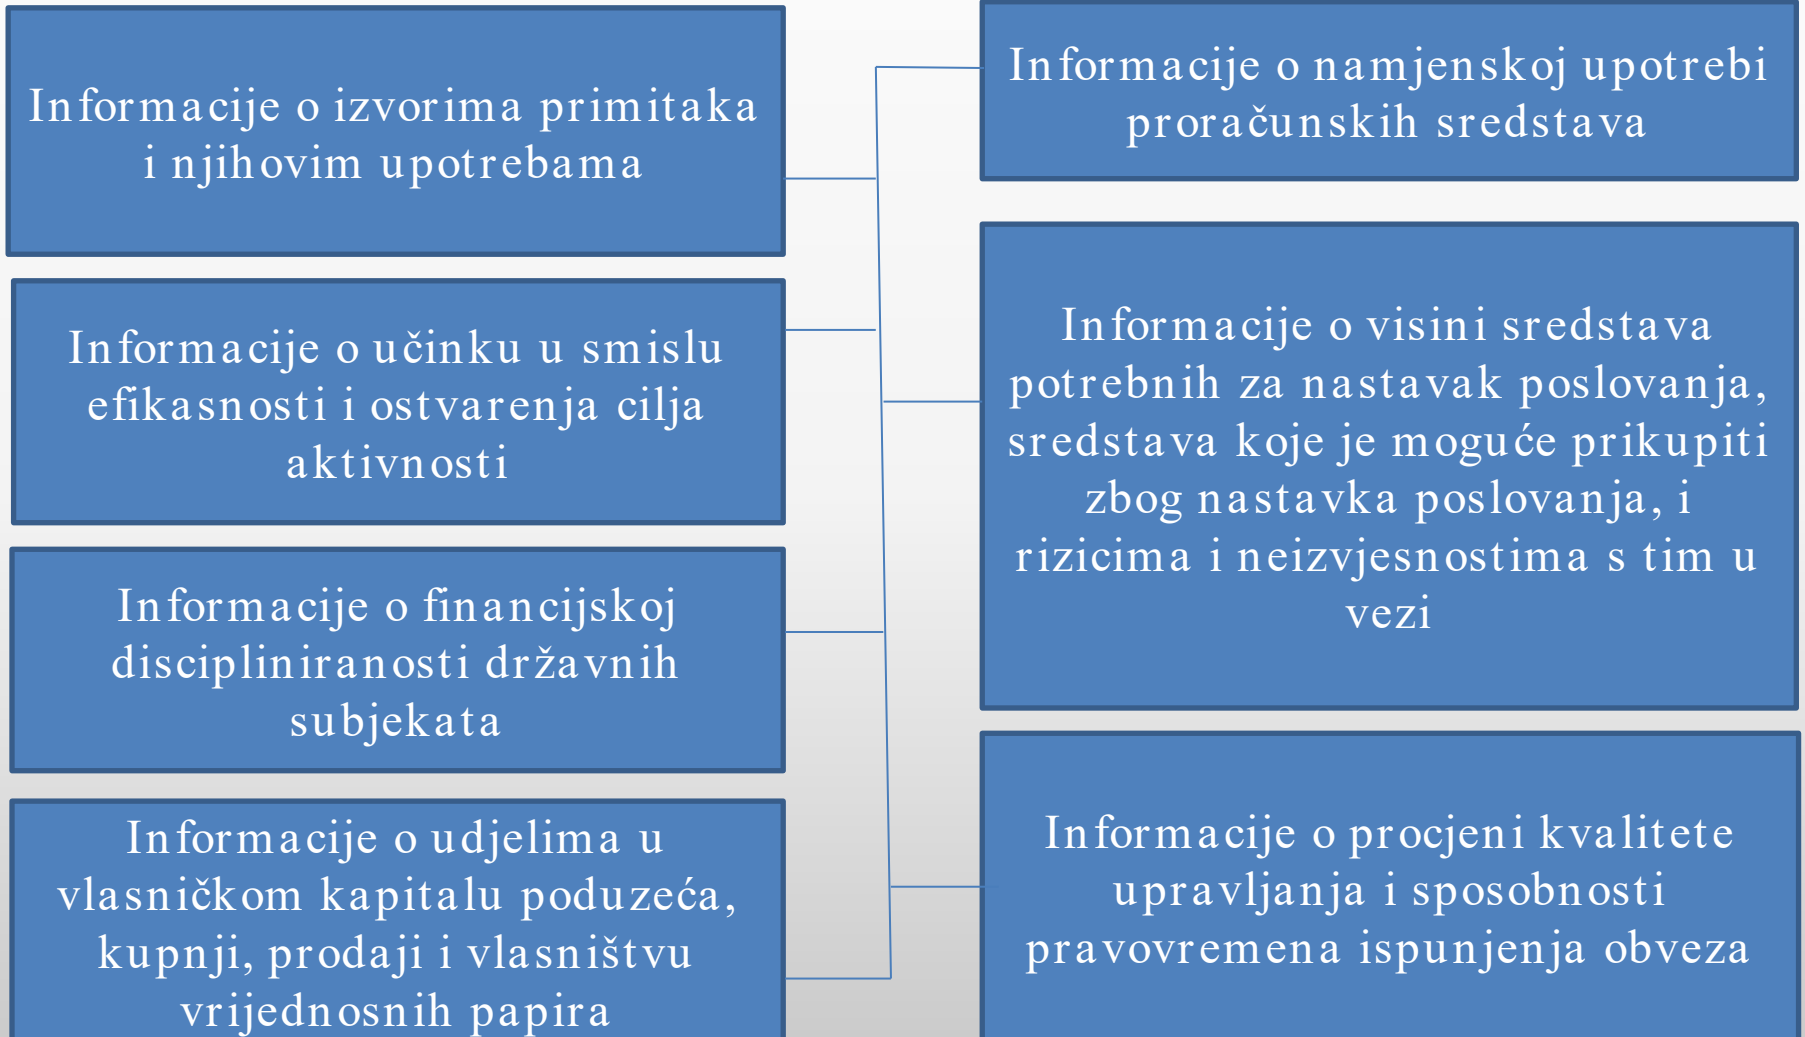 Informacije o izvorima primitaka
i njihovim upotrebama
Informacije o učinku u smislu
efikasnosti i ostvarenja cilja
aktivnosti
Informacije o financijskoj
discipliniranosti državnih
subjekata
Informacije o udjelima u
vlasničkom kapitalu poduzeća,
kupnji, prodaji i vlasništvu
vrijednosnih papira
Informacije o namjenskoj upotrebi
proračunskih sredstava
Informacije o visini sredstava
potrebnih za nastavak poslovanja,
sredstava koje je moguće prikupiti
zbog nastavka poslovanja, i
rizicima i neizvjesnostima s tim u
vezi
Informacije o procjeni kvalitete
upravljanja i sposobnosti
pravovremena ispunjenja obveza